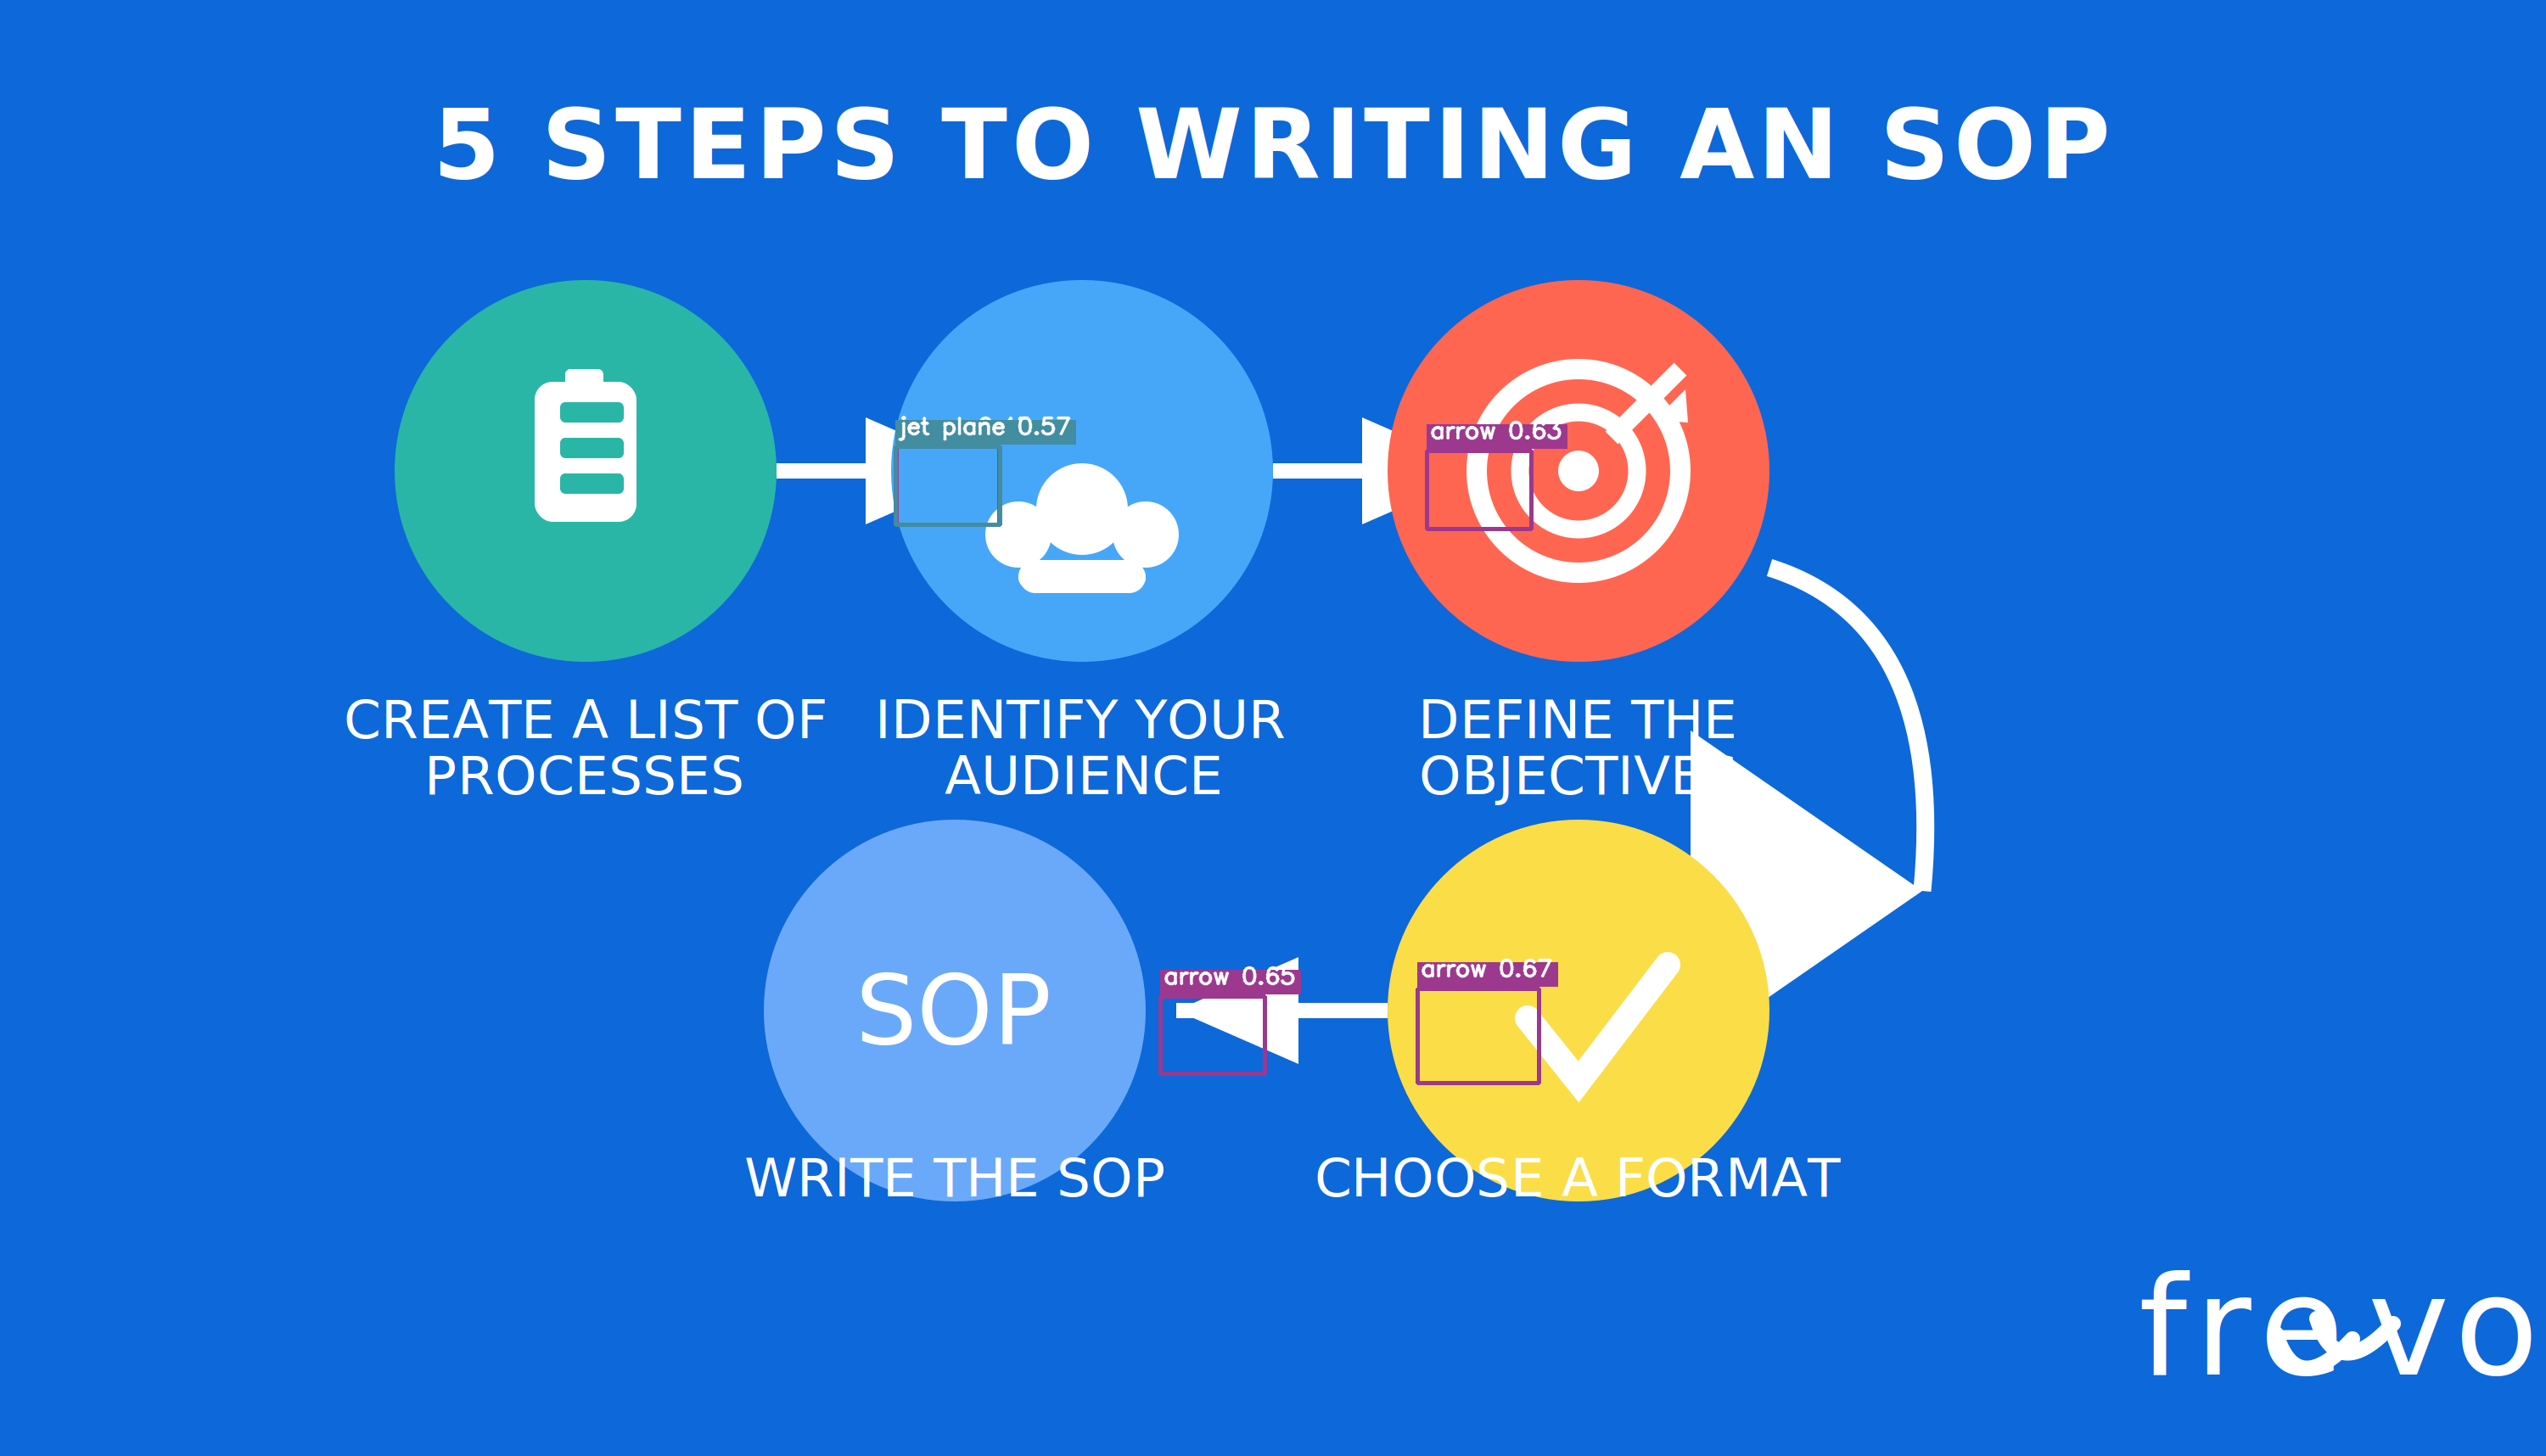 5 STEPS TO WRITING AN SOP
jet plane 0.57
arrow 0.63
CREATE A LIST OF
PROCESSES
IDENTIFY YOUR
AUDIENCE
DEFINE THE
OBJECTIVE
SOP
arrow 0.65
arrow 0.67
WRITE THE SOP
CHOOSE A FORMAT
frevvo